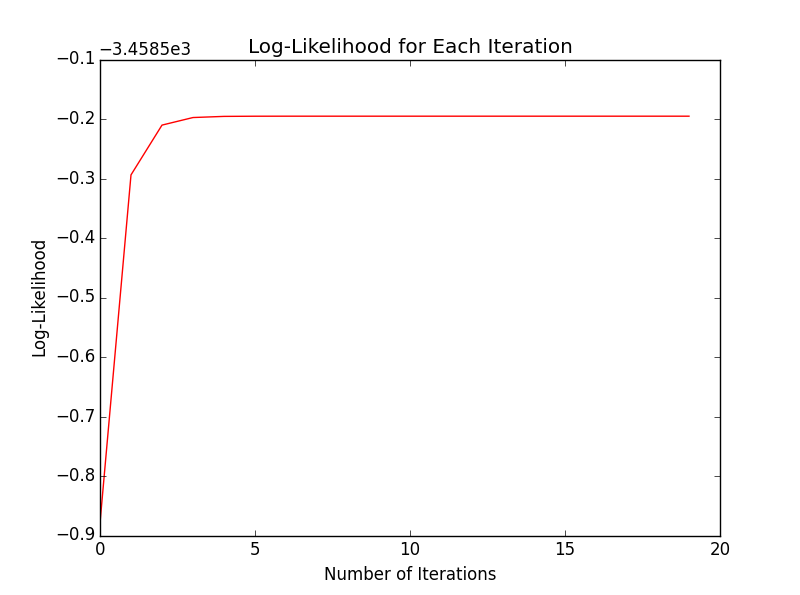 −3.4585e3
Log-Likelihood for Each Iteration
−0.1
−0.2
−0.3
−0.4
−0.5
−0.6
−0.7
−0.8
−0.9
Log-Likelihood
0 5 10 15 20
Number of Iterations